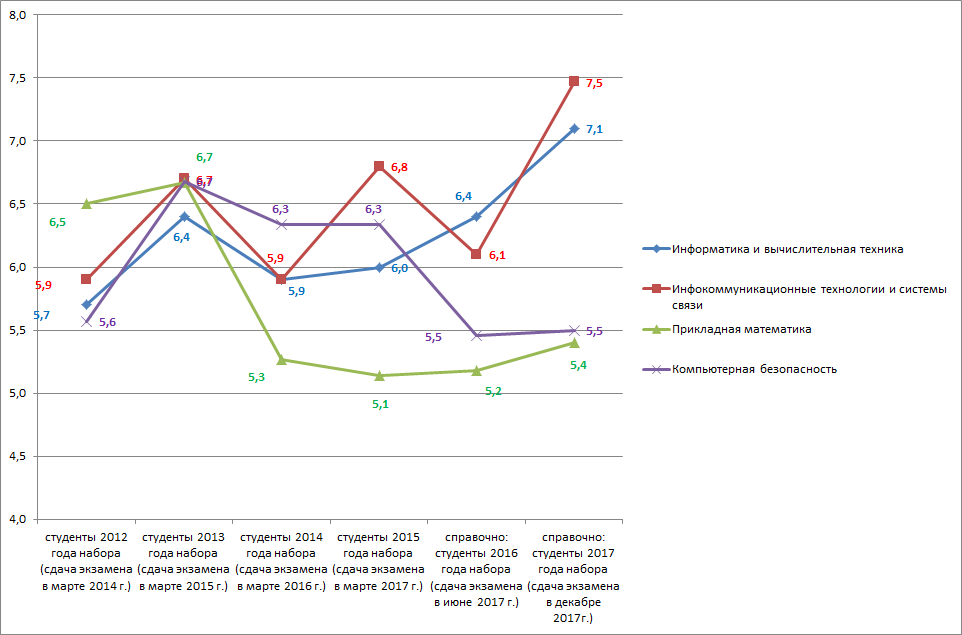 8,0
7,5
7,0
6,5
6,0
5,5
5,0
4,5
4,0
6,5
5,9
5,7
5,6
6,7
6,7
6,7
6,4
6,3
5,9
5,9
5,3
6,8
6,3
6,0
5,1
6,4
6,1
5,5
5,2
7,5
7,1
5,5
5,4
студенты 2012
года набора
(сдача экзамена
в марте 2014 г.)
студенты 2013
года набора
(сдача экзамена
в марте 2015 г.)
студенты 2014
года набора
(сдача экзамена
в марте 2016 г.)
студенты 2015
года набора
(сдача экзамена
в марте 2017 г.)
справочно:
студенты 2016
года набора
(сдача экзамена
в июне 2017 г.)
справочно:
студенты 2017
года набора
(сдача экзамена
в декабре
2017г.)
Информатика и вычислительная техника
Инфокоммуникационные технологии и системы
связи
Прикладная математика
Компьютерная безопасность